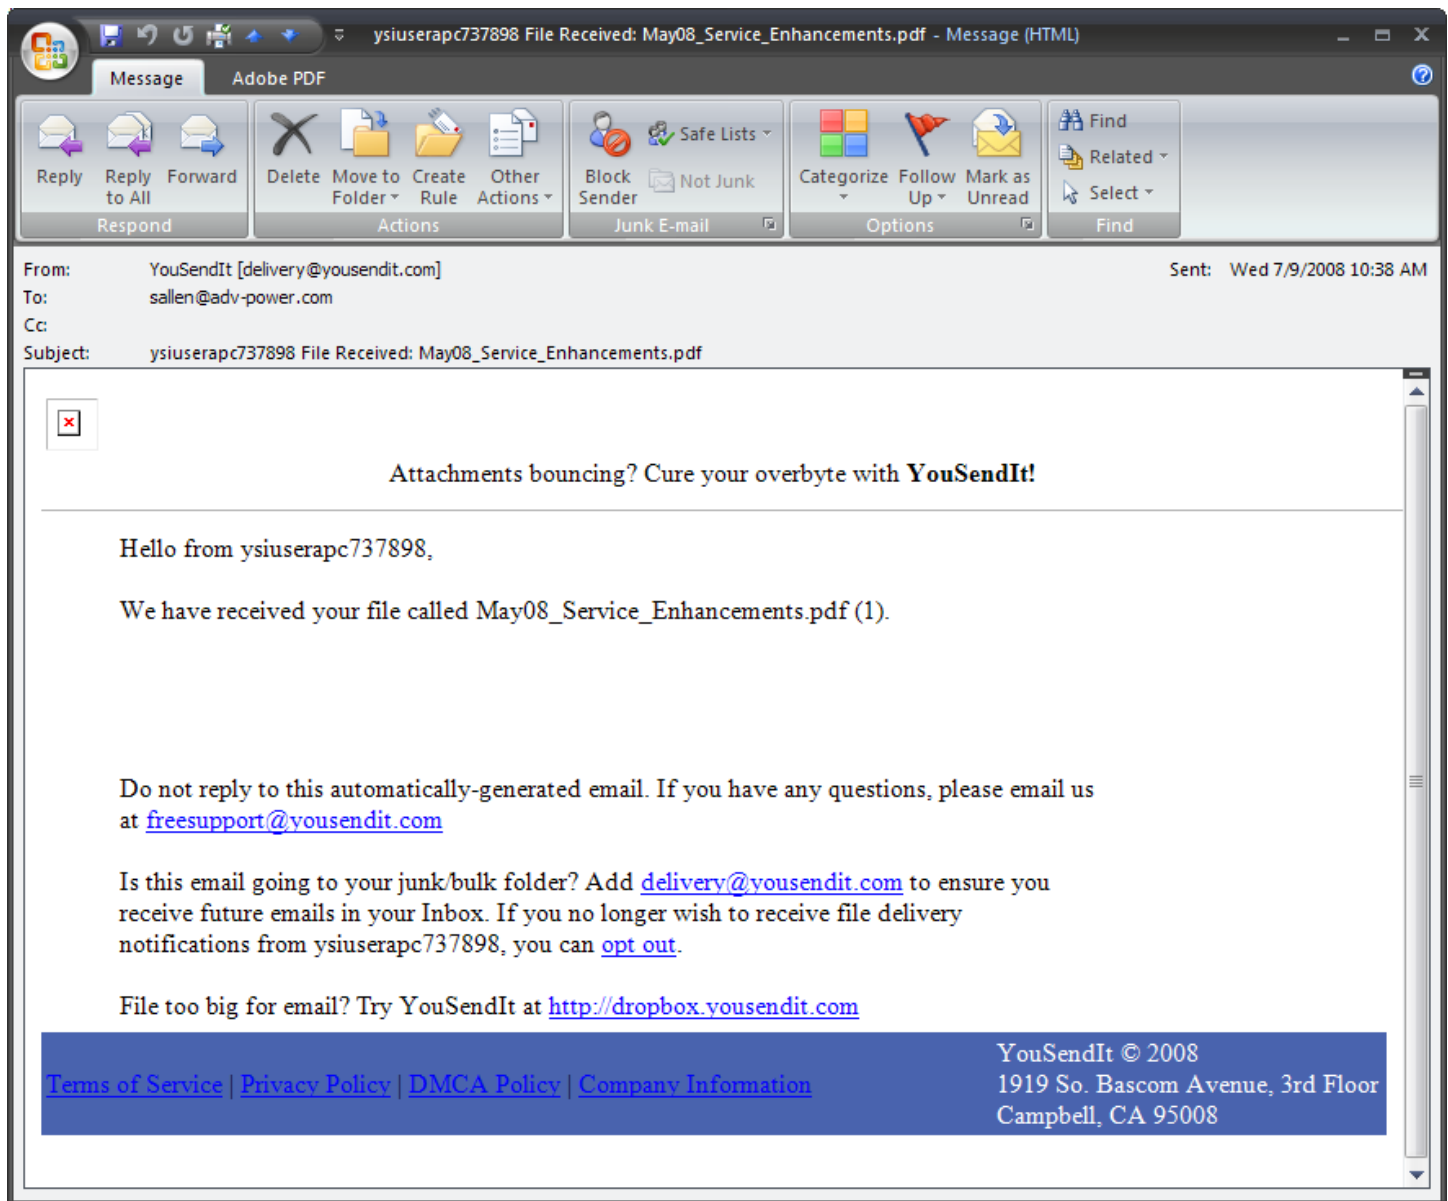 ysiuserapc737898 File Received: May08_Service_Enhancements.pdf - Message (HTML)
Message Adobe PDF
Reply
Reply to All
Forward
Respond
Delete
Move to Folder
Create Rule
Other Actions
Actions
Block Sender
Safe Lists
Not Junk
Junk E-mail
Categorize
Follow Up
Mark as Unread
Options
Find
Related
Select
Find
From: YouSendIt [delivery@yousendit.com] Sent: Wed 7/9/2008 10:38 AM
To: sallen@adv-power.com
Cc:
Subject: ysiuserapc737898 File Received: May08_Service_Enhancements.pdf
Attachments bouncing? Cure your overbyte with YouSendIt!
Hello from ysiuserapc737898,
We have received your file called May08_Service_Enhancements.pdf (1).
Do not reply to this automatically-generated email. If you have any questions, please email us
at freesupport@yousendit.com
Is this email going to your junk/bulk folder? Add delivery@yousendit.com to ensure you
receive future emails in your Inbox. If you no longer wish to receive file delivery
notifications from ysiuserapc737898, you can opt out.
File too big for email? Try YouSendIt at http://dropbox.yousendit.com
Terms of Service | Privacy Policy | DMCA Policy | Company Information
YouSendIt © 2008
1919 So. Bascom Avenue, 3rd Floor
Campbell, CA 95008